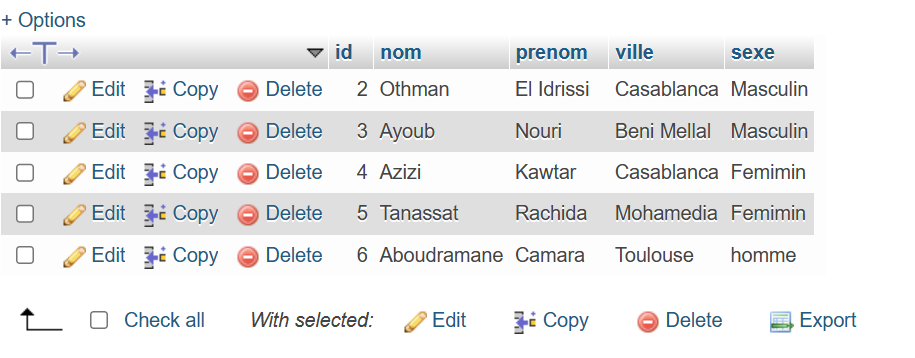 + Options
id nom prenom ville sexe
Edit Copy Delete 2 Othman El Idrissi Casablanca Masculin
Edit Copy Delete 3 Ayoub Nouri Beni Mellal Masculin
Edit Copy Delete 4 Azizi Kawtar Casablanca Femimin
Edit Copy Delete 5 Tanassat Rachida Mohamedia Femimin
Edit Copy Delete 6 Aboudramane Camara Toulouse homme
Check all With selected: Edit Copy Delete Export